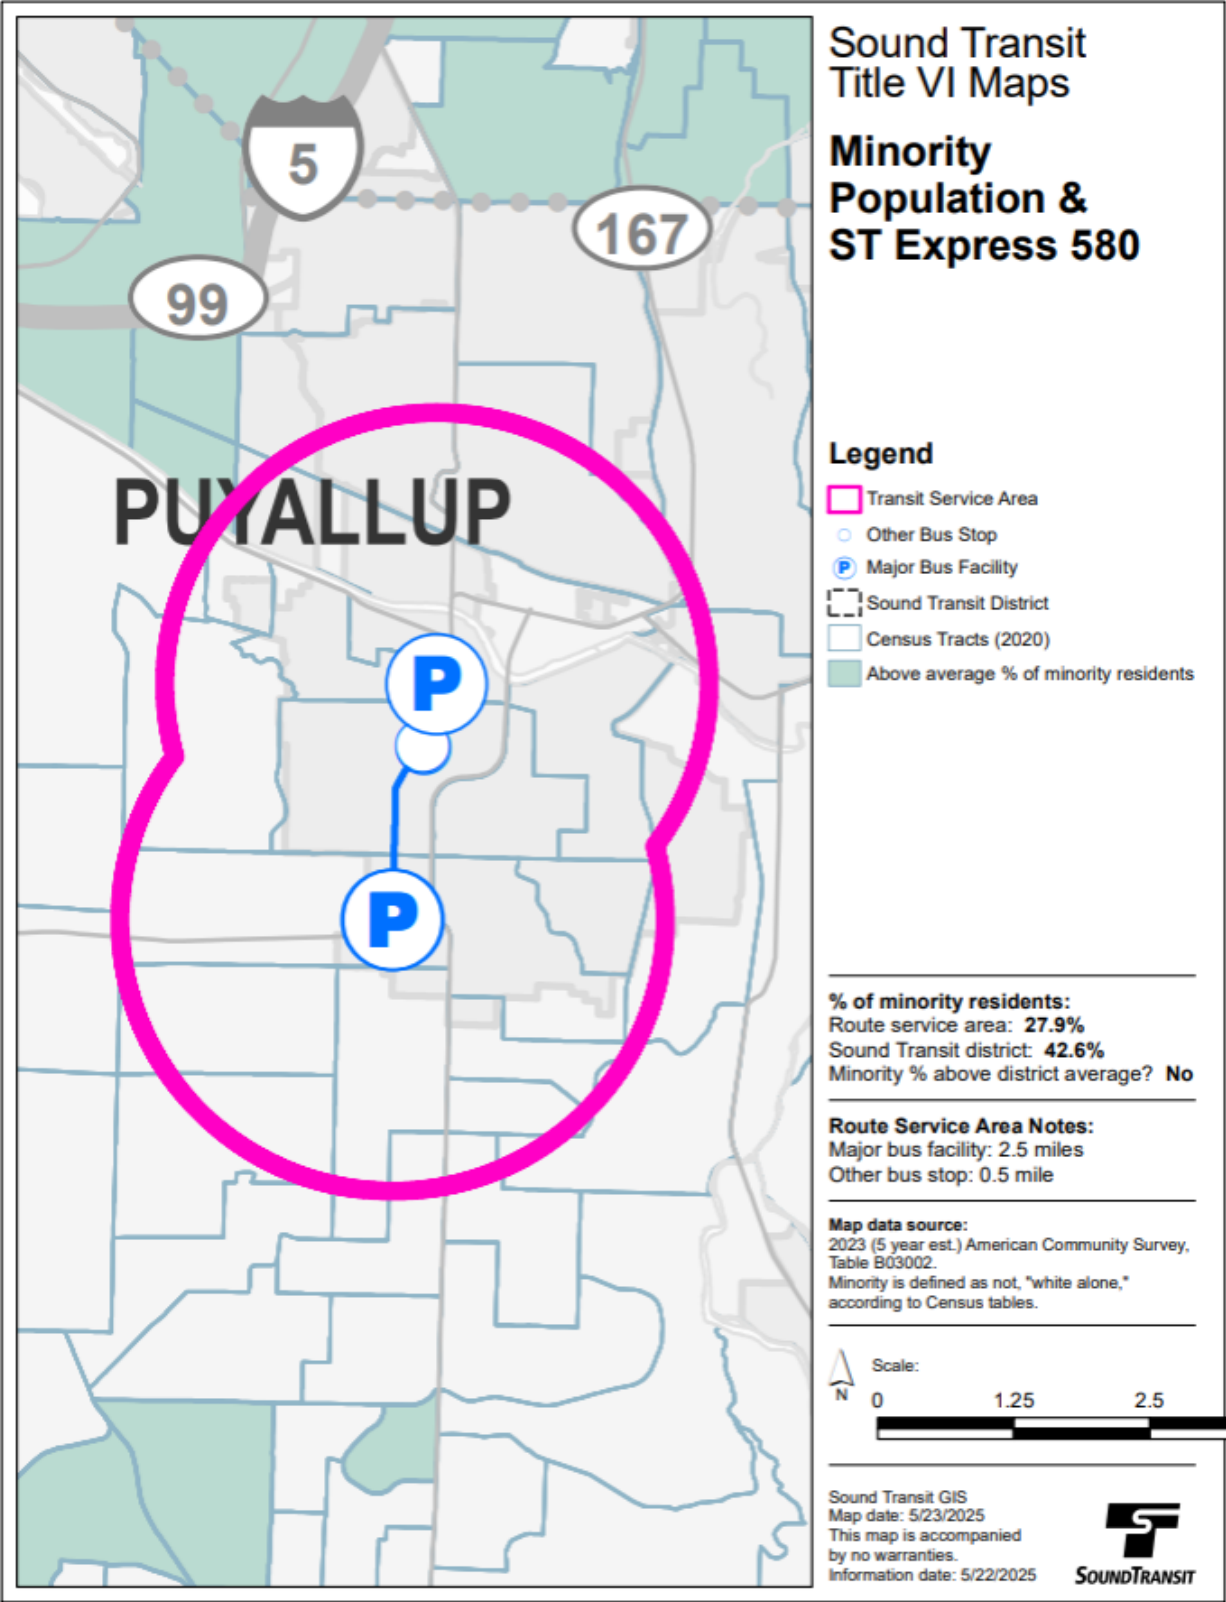 Sound Transit
Title VI Maps
Minority
Population &
ST Express 580
5
167
99
PUYALLUP
P
P
Legend
Transit Service Area
Other Bus Stop
P Major Bus Facility
Sound Transit District
Census Tracts (2020)
Above average % of minority residents
% of minority residents:
Route service area: 27.9%
Sound Transit district: 42.6%
Minority % above district average? No
Route Service Area Notes:
Major bus facility: 2.5 miles
Other bus stop: 0.5 mile
Map data source:
2023 (5 year est.) American Community Survey,
Table B03002.
Minority is defined as not, "white alone,"
according to Census tables.
N
Scale:
0 1.25 2.5
Sound Transit GIS
Map date: 5/23/2025
This map is accompanied
by no warranties.
Information date: 5/22/2025
T
SOUNDTRANSIT